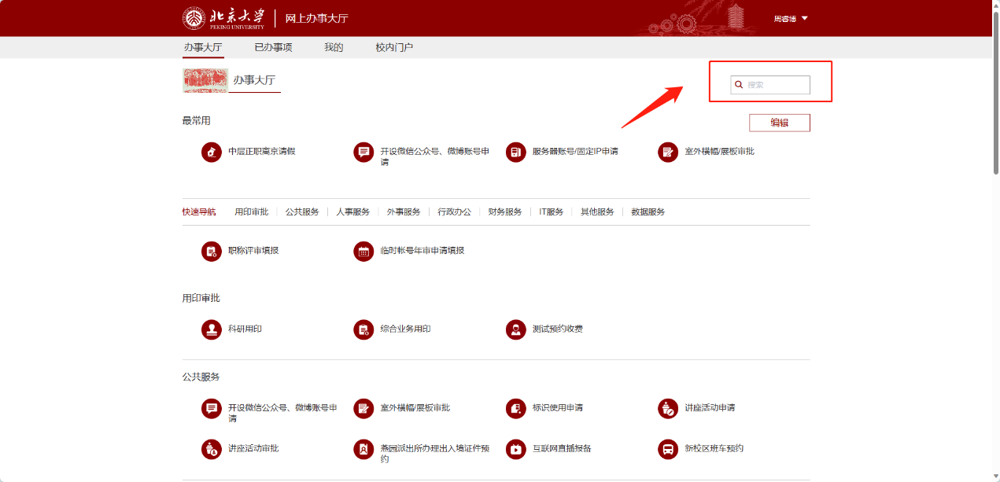 北京大学
PEKING UNIVERSITY
网上办事大厅
周睿博
办事大厅 已办事项 我的 校内门户
办事大厅
搜索
最常用
编辑
中层正职离京请假
开设微信公众号、微博账号申
请
服务器账号/固定IP申请
室外横幅/展板审批
快速导航 用印审批 公共服务 人事服务 外事服务 行政办公 财务服务 IT服务 其他服务 数据服务
职称评审填报
临时帐号年审申请填报
用印审批
科研用印
综合业务用印
测试预约收费
公共服务
开设微信公众号、微博账号申
请
室外横幅/展板审批
标识使用申请
讲座活动申请
讲座活动审批
燕园派出所办理出入境证件预
约
互联网直播报备
新校区班车预约